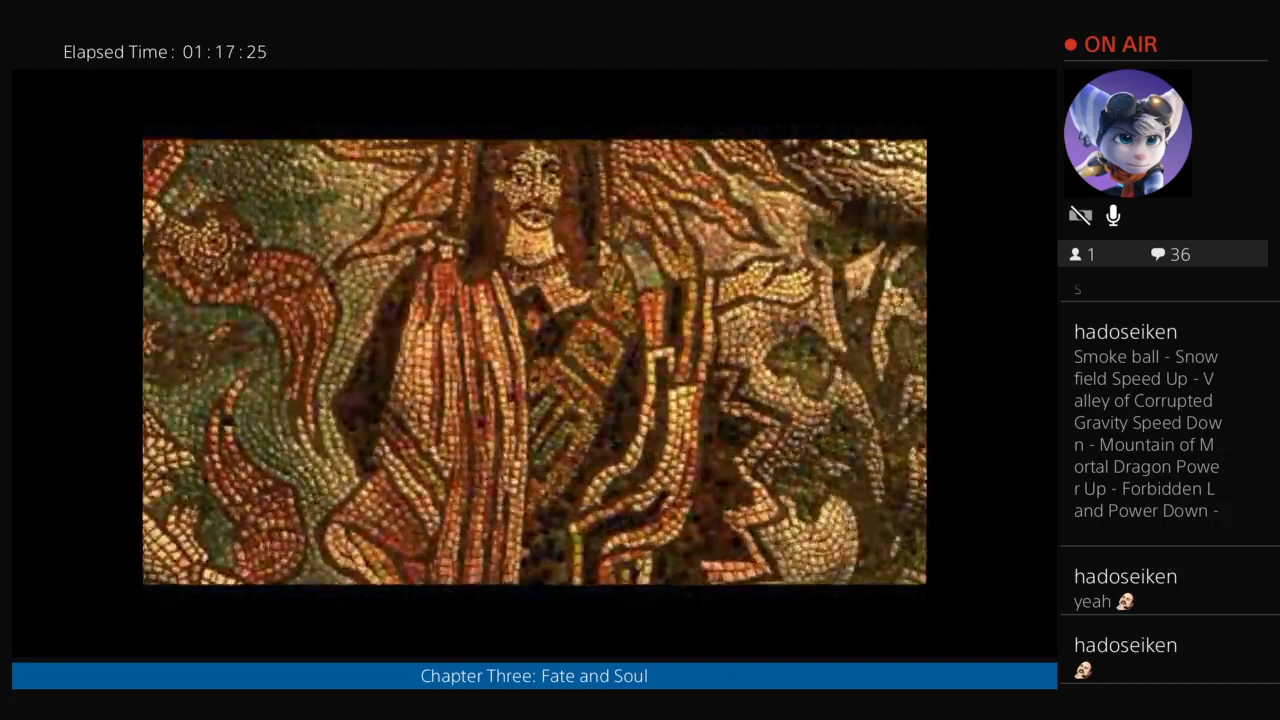 Elapsed Time: 01:17:25
ON AIR
1
36
s
hadoseiken
Smoke ball - Snow
field Speed Up - V
alley of Corrupted
Gravity Speed Dow
n - Mountain of M
ortal Dragon Powe
r Up - Forbidden L
and Power Down -
hadoseiken
yeah
hadoseiken
Chapter Three: Fate and Soul